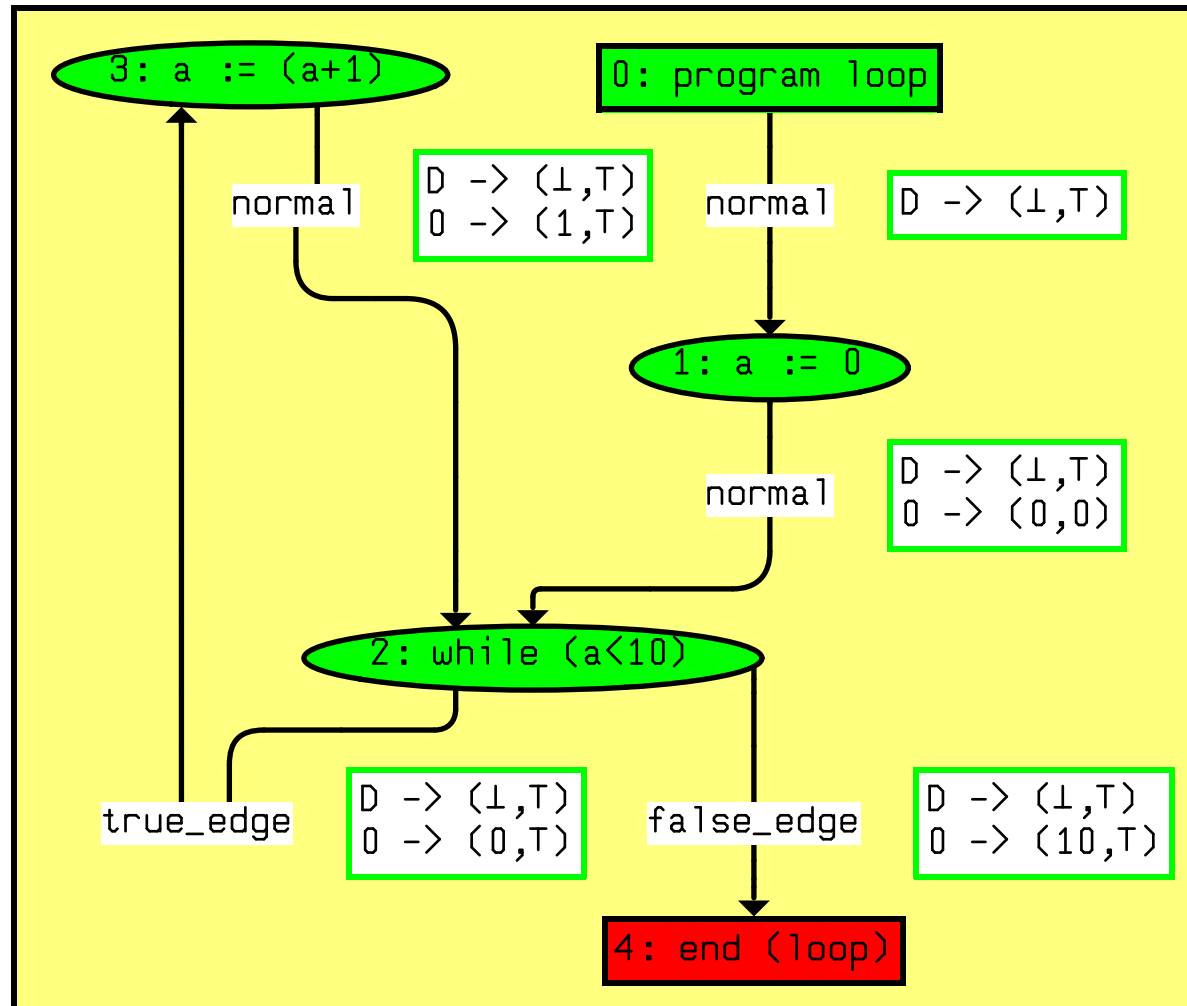 3: a := (a+1)
0: program loop
normal
D -> (⊥,T)
0 -> (1,T)
normal
D -> (⊥,T)
1: a := 0
normal
D -> (⊥,T)
0 -> (0,0)
2: while (a<10)
true_edge
D -> (⊥,T)
0 -> (0,T)
false_edge
D -> (⊥,T)
0 -> (10,T)
4: end (loop)